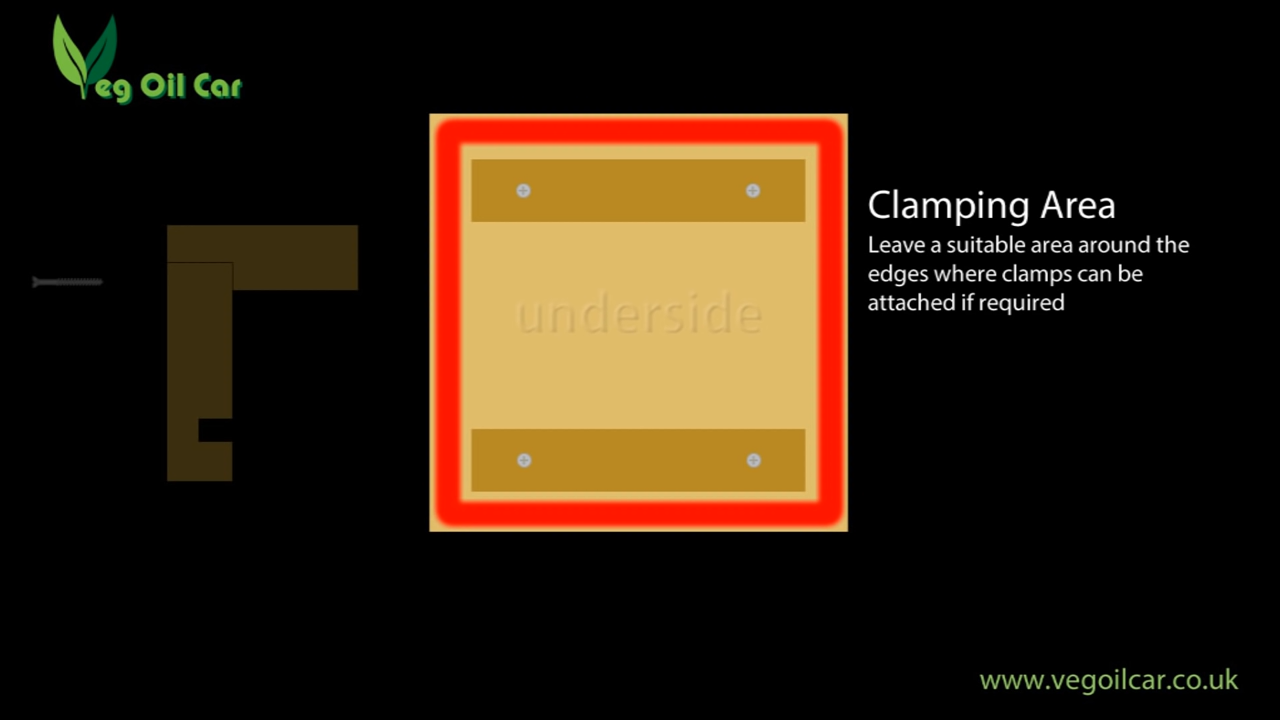 Veg Oil Car
Clamping Area
Leave a suitable area around the
edges where clamps can be
attached if required
underside
www.vegoilcar.co.uk